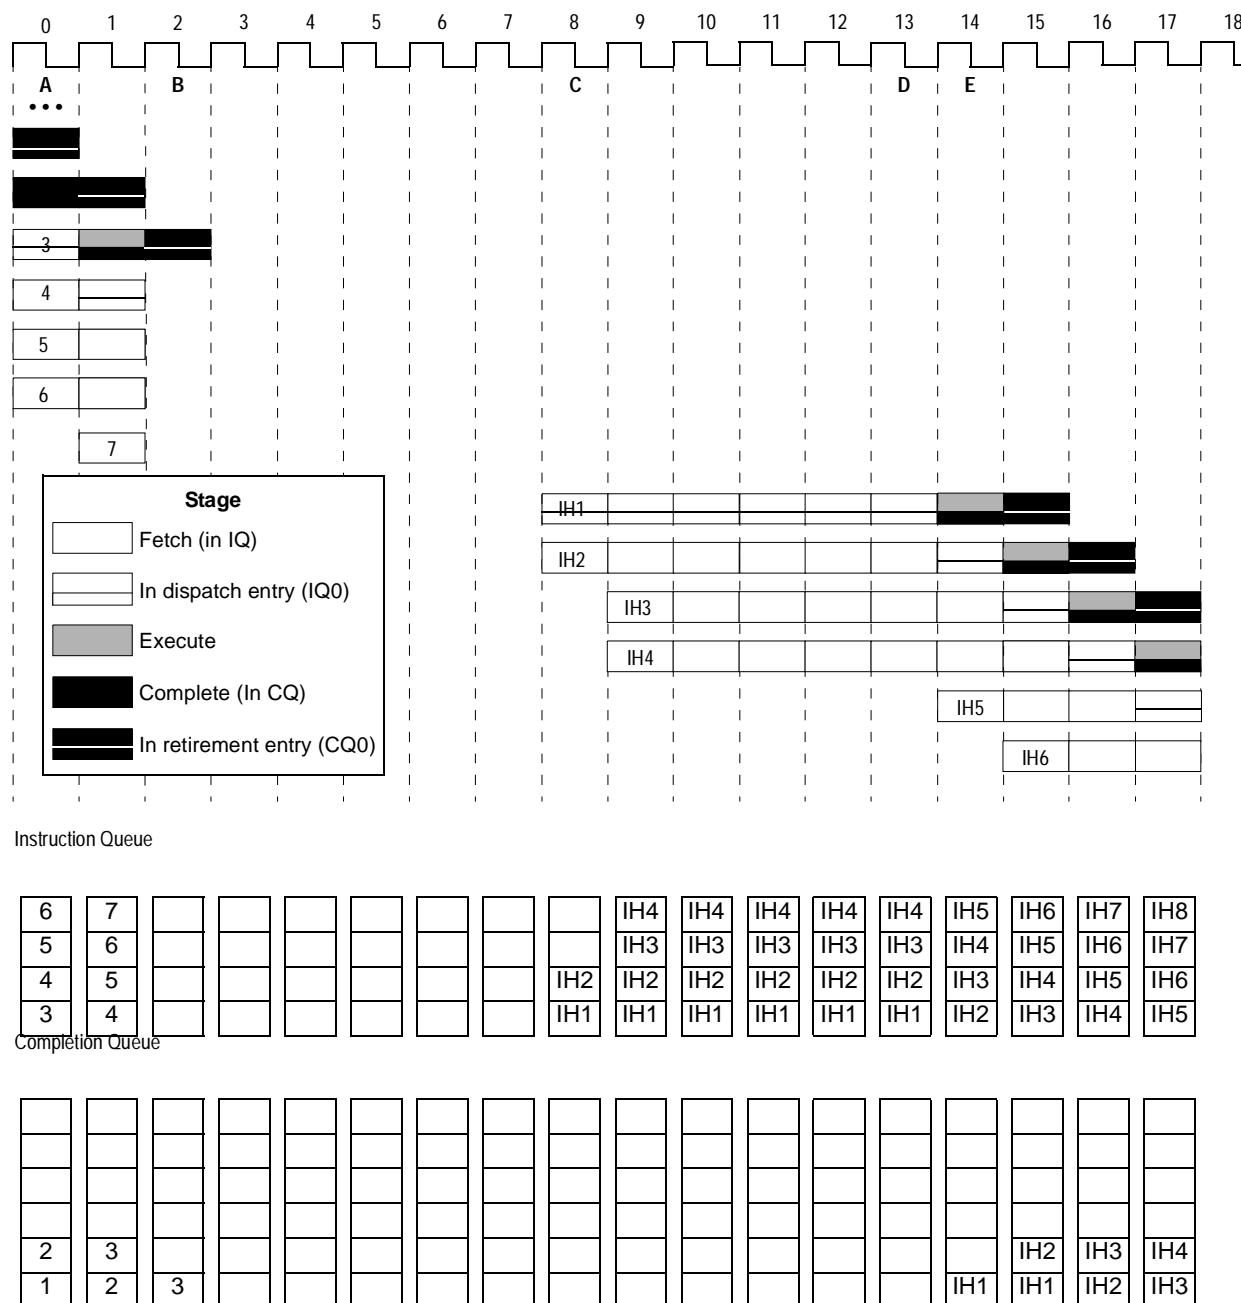 0 1 2 3 4 5 6 7 8 9 10 11 12 13 14 15 16 17 18
A B C D E
•••
3
4
5
6
7
Stage
Fetch (in IQ)
In dispatch entry (IQ0)
Execute
Complete (In CQ)
In retirement entry (CQ0)
IH1
IH2
IH3
IH4
IH5
IH6
Instruction Queue
6 7 IH4 IH4 IH4 IH4 IH4 IH5 IH6 IH7 IH8
5 6 IH3 IH3 IH3 IH3 IH3 IH4 IH5 IH6 IH7
4 5 IH2 IH2 IH2 IH2 IH2 IH2 IH3 IH4 IH5 IH6
3 4 IH1 IH1 IH1 IH1 IH1 IH1 IH2 IH3 IH4 IH5
Completion Queue
2 3 IH2 IH3 IH4
1 2 3 IH1 IH1 IH2 IH3